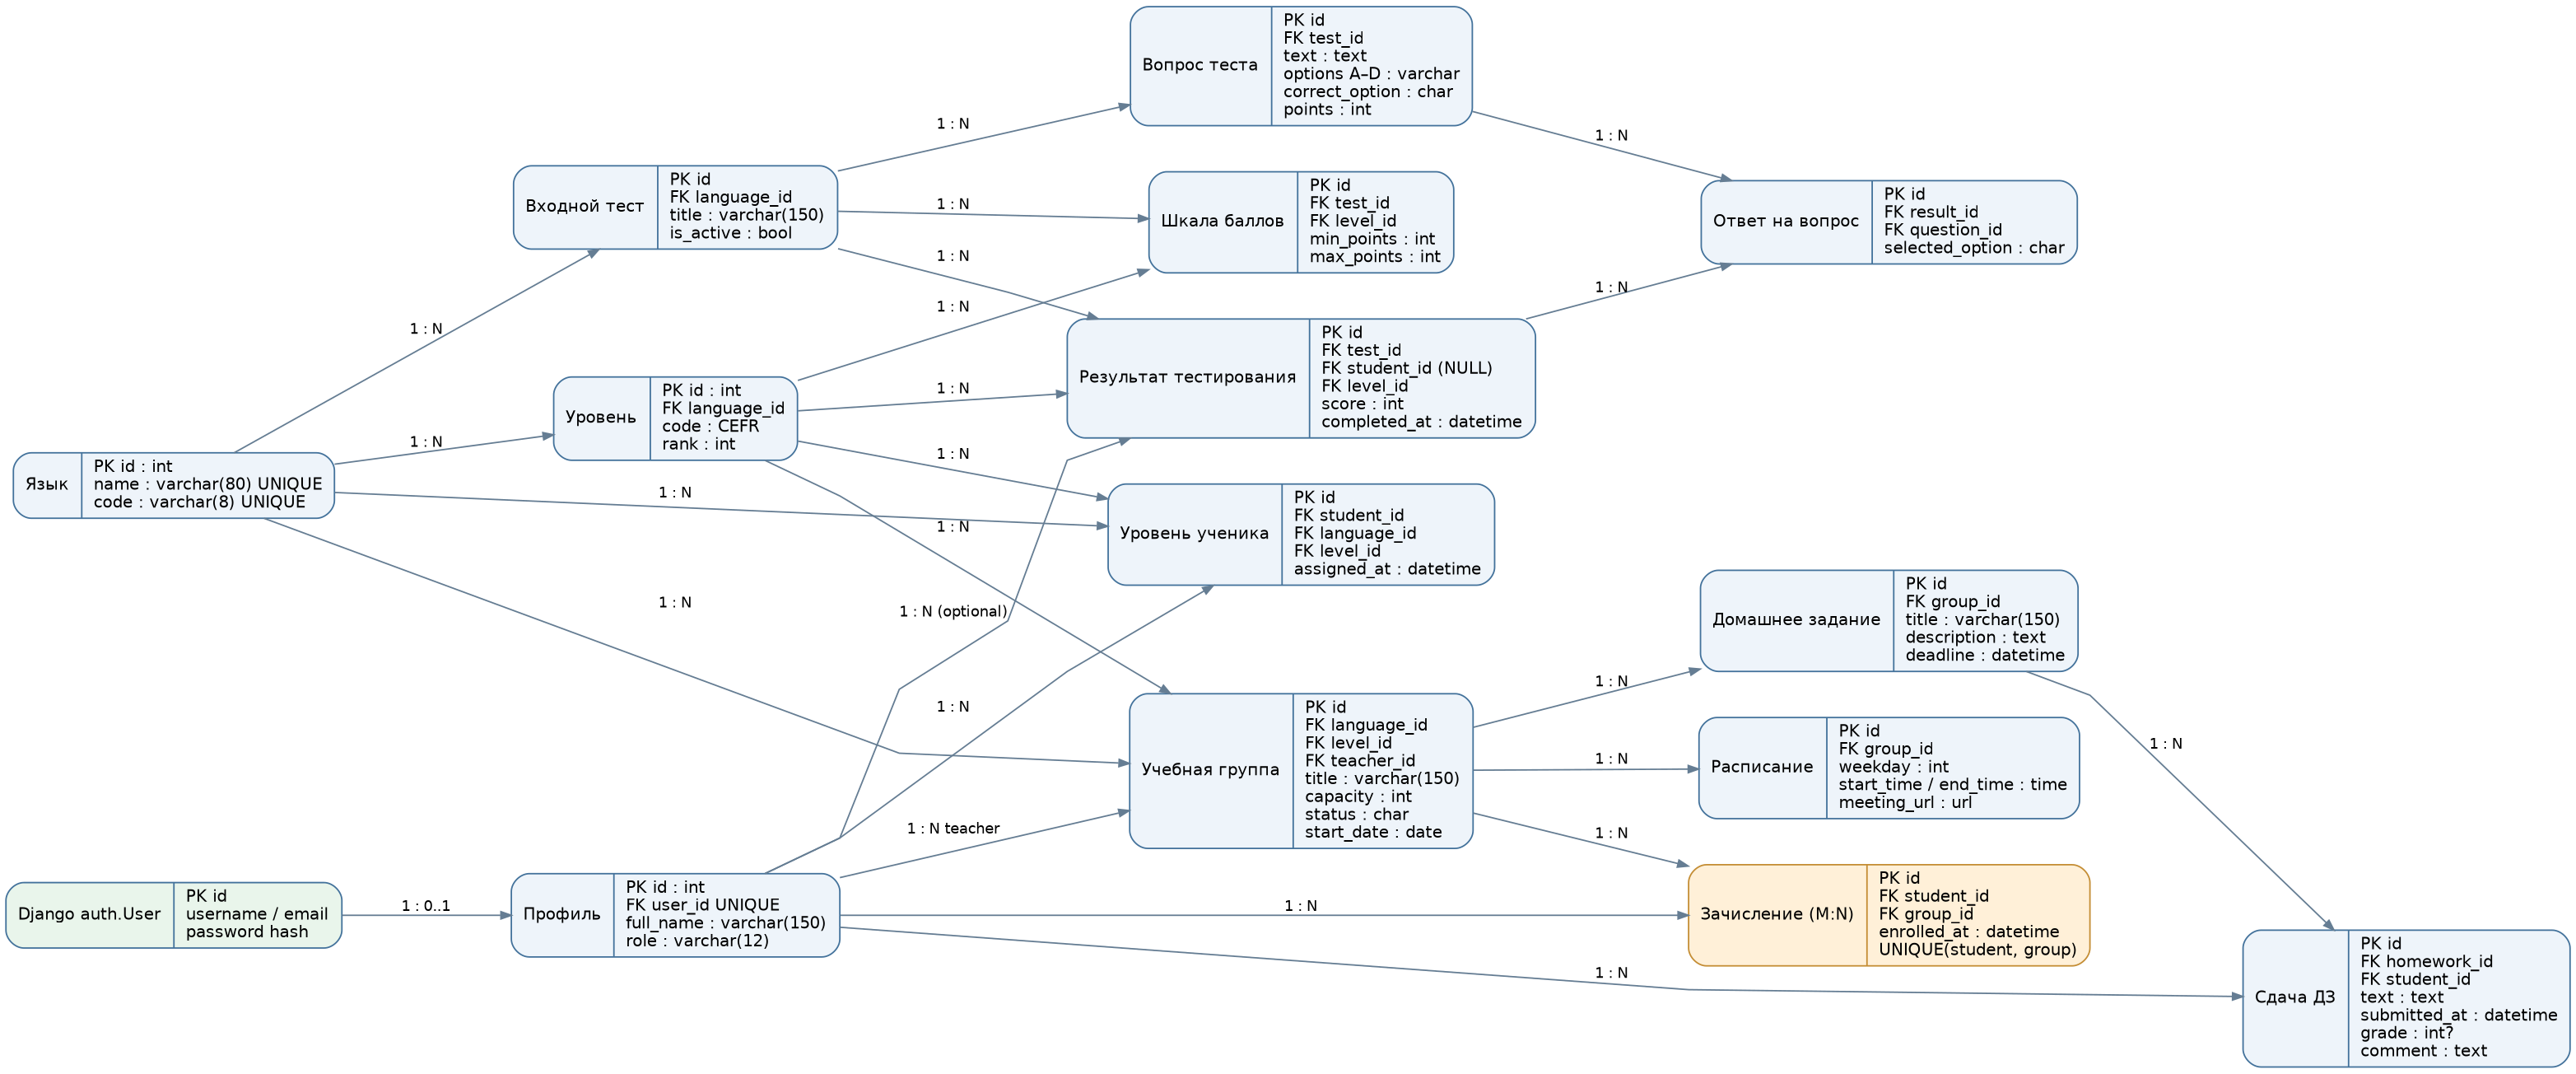 Вопрос теста
PK id
FK test_id
text : text
options A–D : varchar
correct_option : char
points : int
1 : N
1 : N
Входной тест
PK id
FK language_id
title : varchar(150)
is_active : bool
1 : N
Шкала баллов
PK id
FK test_id
FK level_id
min_points : int
max_points : int
Ответ на вопрос
PK id
FK result_id
FK question_id
selected_option : char
1 : N
1 : N
1 : N
1 : N
Результат тестирования
PK id
FK test_id
FK student_id (NULL)
FK level_id
score : int
completed_at : datetime
1 : N
Уровень
PK id : int
FK language_id
code : CEFR
rank : int
1 : N
1 : N
Язык
PK id : int
name : varchar(80) UNIQUE
code : varchar(8) UNIQUE
1 : N
1 : N
Уровень ученика
PK id
FK student_id
FK language_id
FK level_id
assigned_at : datetime
1 : N
1 : N
1 : N (optional)
Домашнее задание
PK id
FK group_id
title : varchar(150)
description : text
deadline : datetime
1 : N
1 : N
Учебная группа
PK id
FK language_id
FK level_id
FK teacher_id
title : varchar(150)
capacity : int
status : char
start_date : date
1 : N
Расписание
PK id
FK group_id
weekday : int
start_time / end_time : time
meeting_url : url
1 : N
1 : N teacher
1 : N
Django auth.User
PK id
username / email
password hash
1 : 0..1
Профиль
PK id : int
FK user_id UNIQUE
full_name : varchar(150)
role : varchar(12)
1 : N
Зачисление (M:N)
PK id
FK student_id
FK group_id
enrolled_at : datetime
UNIQUE(student, group)
1 : N
Сдача ДЗ
PK id
FK homework_id
FK student_id
text : text
submitted_at : datetime
grade : int?
comment : text